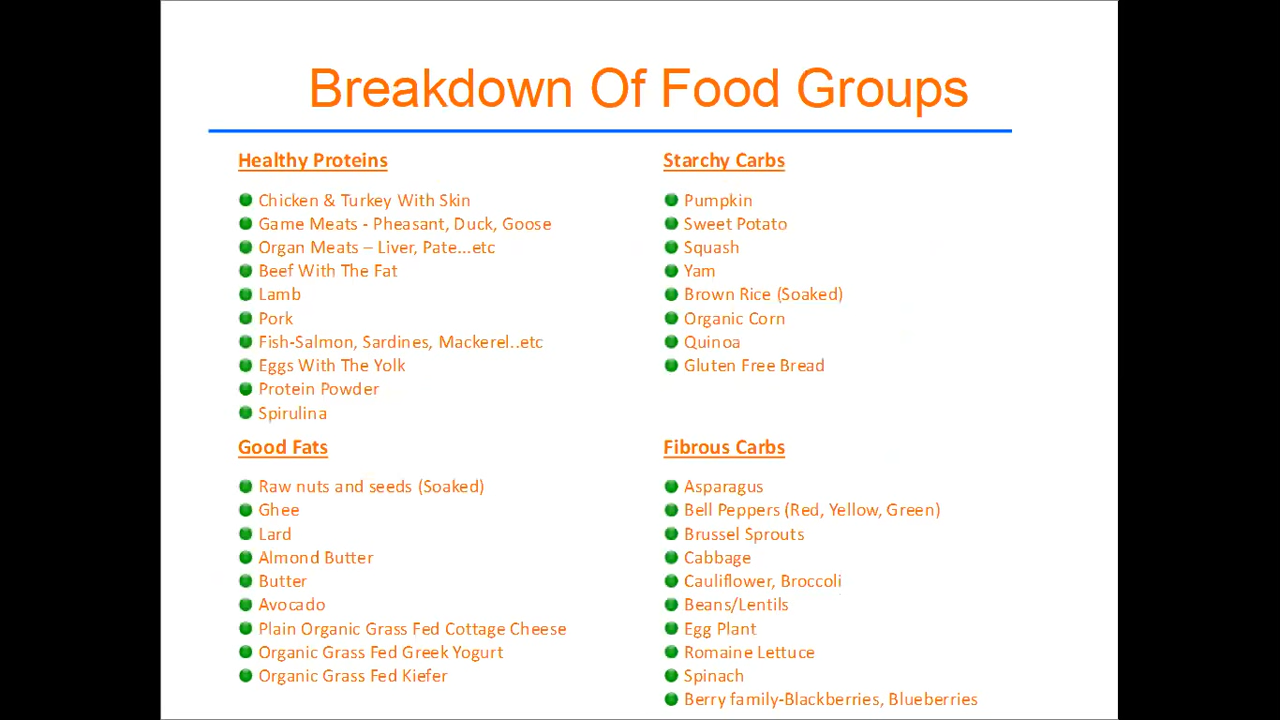 Breakdown Of Food Groups
Healthy Proteins
Chicken & Turkey With Skin
Game Meats - Pheasant, Duck, Goose
Organ Meats – Liver, Pate...etc
Beef With The Fat
Lamb
Pork
Fish-Salmon, Sardines, Mackerel..etc
Eggs With The Yolk
Protein Powder
Spirulina
Good Fats
Raw nuts and seeds (Soaked)
Ghee
Lard
Almond Butter
Butter
Avocado
Plain Organic Grass Fed Cottage Cheese
Organic Grass Fed Greek Yogurt
Organic Grass Fed Kiefer
Starchy Carbs
Pumpkin
Sweet Potato
Squash
Yam
Brown Rice (Soaked)
Organic Corn
Quinoa
Gluten Free Bread
Fibrous Carbs
Asparagus
Bell Peppers (Red, Yellow, Green)
Brussel Sprouts
Cabbage
Cauliflower, Broccoli
Beans/Lentils
Egg Plant
Romaine Lettuce
Spinach
Berry family-Blackberries, Blueberries